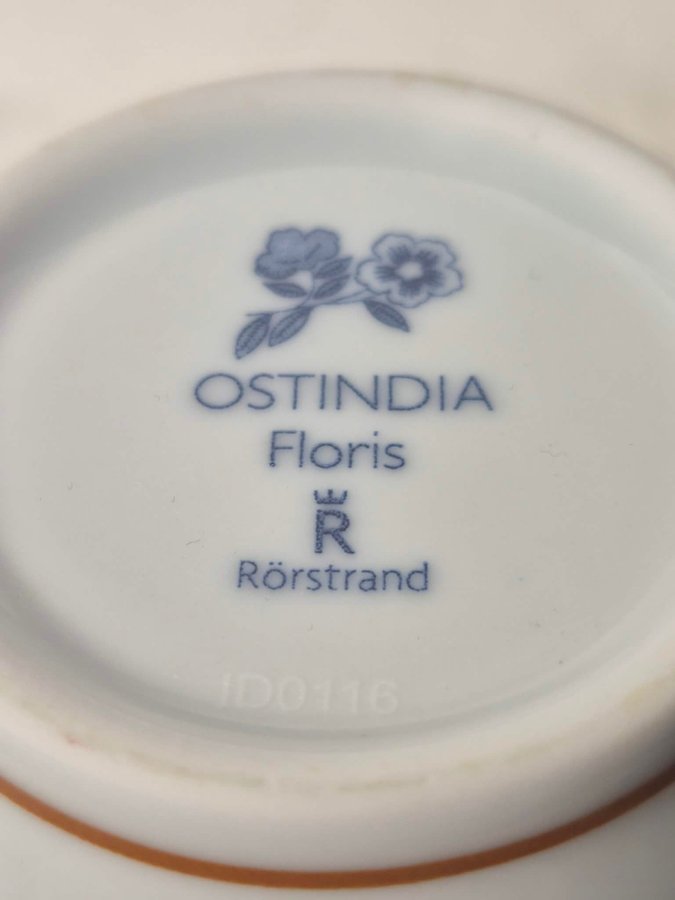 OSTINDIA
Floris
R
Rörstrand
ID0116